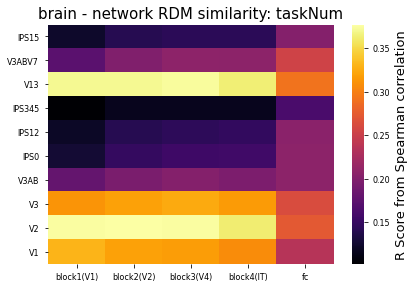 brain - network RDM similarity: taskNum
IPS15
V3ABV7
V13
IPS345
IPS12
IPS0
V3AB
V3
V2
V1
block1(V1) block2(V2) block3(V4) block4(IT) fc
0.35
0.30
0.25
0.20
0.15
R Score from Spearman correlation